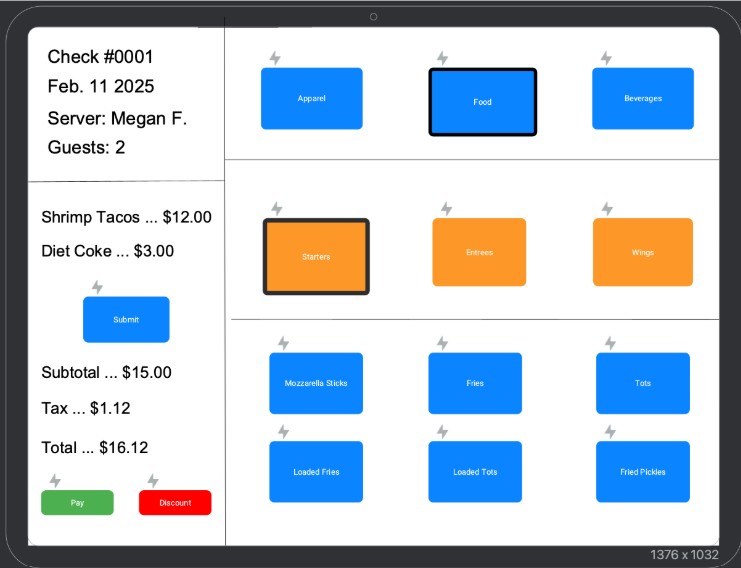 Check #0001
Feb. 11 2025
Server: Megan F.
Guests: 2
Shrimp Tacos ... $12.00
Diet Coke ... $3.00
Submit
Subtotal ... $15.00
Tax ... $1.12
Total ... $16.12
Pay
Discount
Apparel
Food
Beverages
Starters
Entrees
Wings
Mozzarella Sticks
Fries
Tots
Loaded Fries
Loaded Tots
Fried Pickles
1376 x 1032